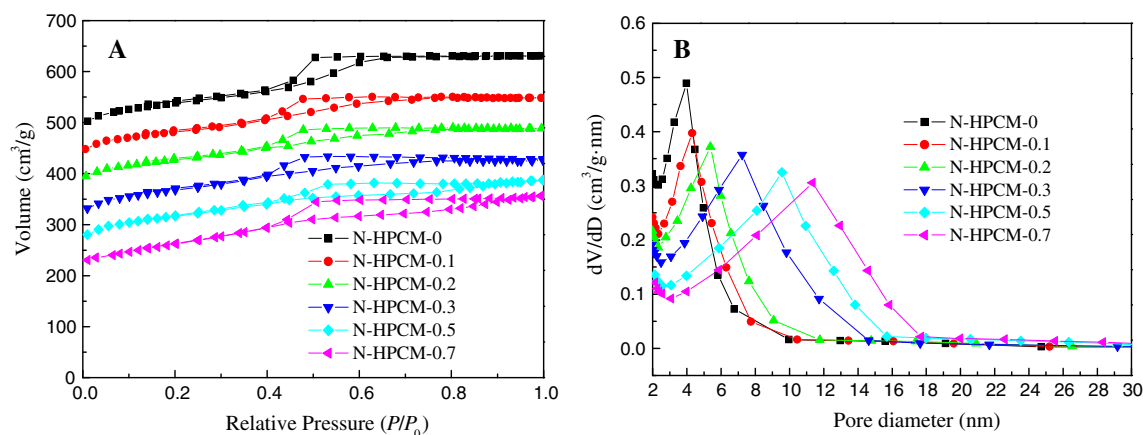 A
Volume (cm³/g)
700
600
500
400
300
200
100
0
N-HPCM-0
N-HPCM-0.1
N-HPCM-0.2
N-HPCM-0.3
N-HPCM-0.5
N-HPCM-0.7
0.0 0.2 0.4 0.6 0.8 1.0
Relative Pressure (P/P₀)
B
dV/dD (cm³/g·nm)
0.6
0.5
0.4
0.3
0.2
0.1
0.0
N-HPCM-0
N-HPCM-0.1
N-HPCM-0.2
N-HPCM-0.3
N-HPCM-0.5
N-HPCM-0.7
2 4 6 8 10 12 14 16 18 20 22 24 26 28 30
Pore diameter (nm)